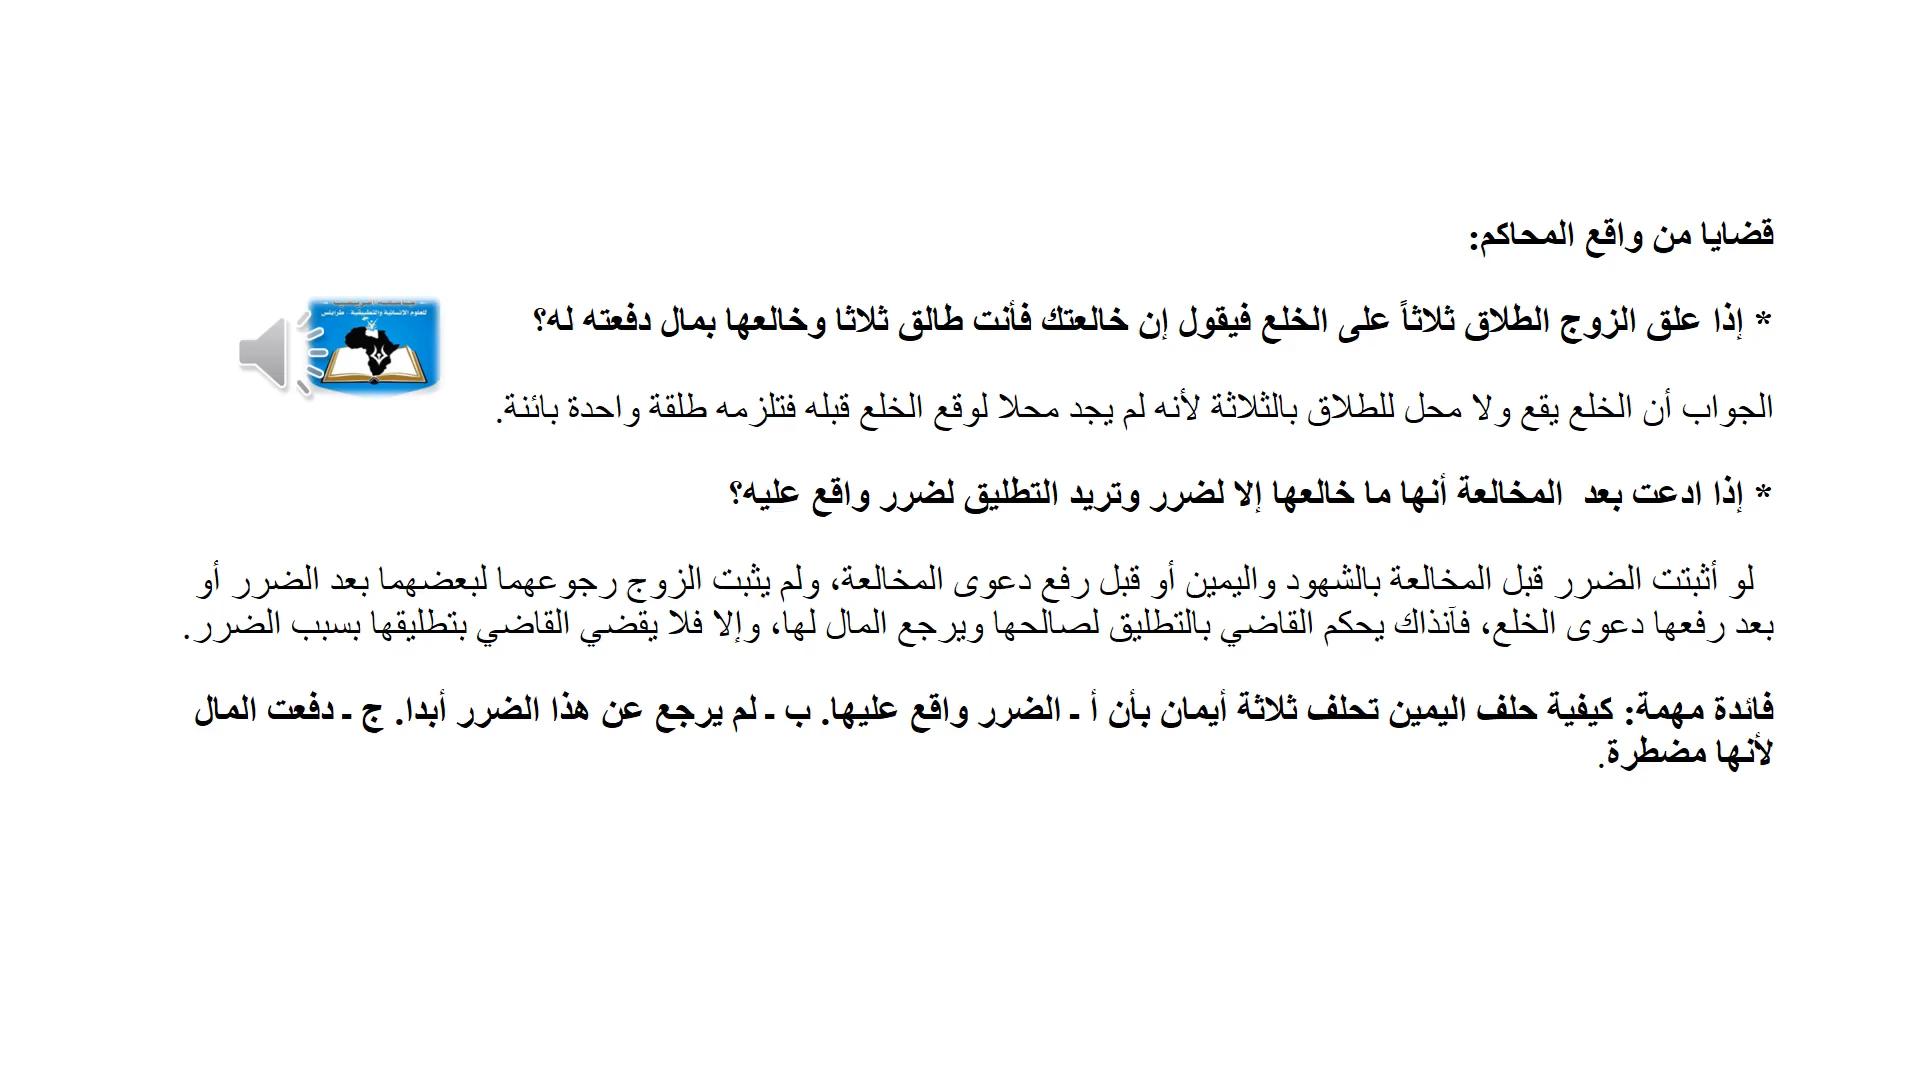 قضايا من واقع المحاكم:
* إذا علق الزوج الطلاق ثلاثاً على الخلع فيقول إن خالعتك فأنت طالق ثلاثا وخالعها بمال دفعته له؟
للعلوم الإنسانية والتطبيقية - طرابلس
الجواب أن الخلع يقع ولا محل للطلاق بالثلاثة لأنه لم يجد محلا لوقع الخلع قبله فتلزمه طلقة واحدة بائنة.
* إذا ادعت بعد المخالعة أنها ما خالعها إلا لضرر وتريد التطليق لضرر واقع عليه؟
لو أثبتت الضرر قبل المخالعة بالشهود واليمين أو قبل رفع دعوى المخالعة، ولم يثبت الزوج رجوعهما لبعضهما بعد الضرر أو
بعد رفعها دعوى الخلع، فآنذاك يحكم القاضي بالتطليق لصالحها ويرجع المال لها، وإلا فلا يقضي القاضي بتطليقها بسبب الضرر.
فائدة مهمة: كيفية حلف اليمين تحلف ثلاثة أيمان بأن أ ـ الضرر واقع عليها. ب ـ لم يرجع عن هذا الضرر أبدا. ج ـ دفعت المال
لأنها مضطرة.